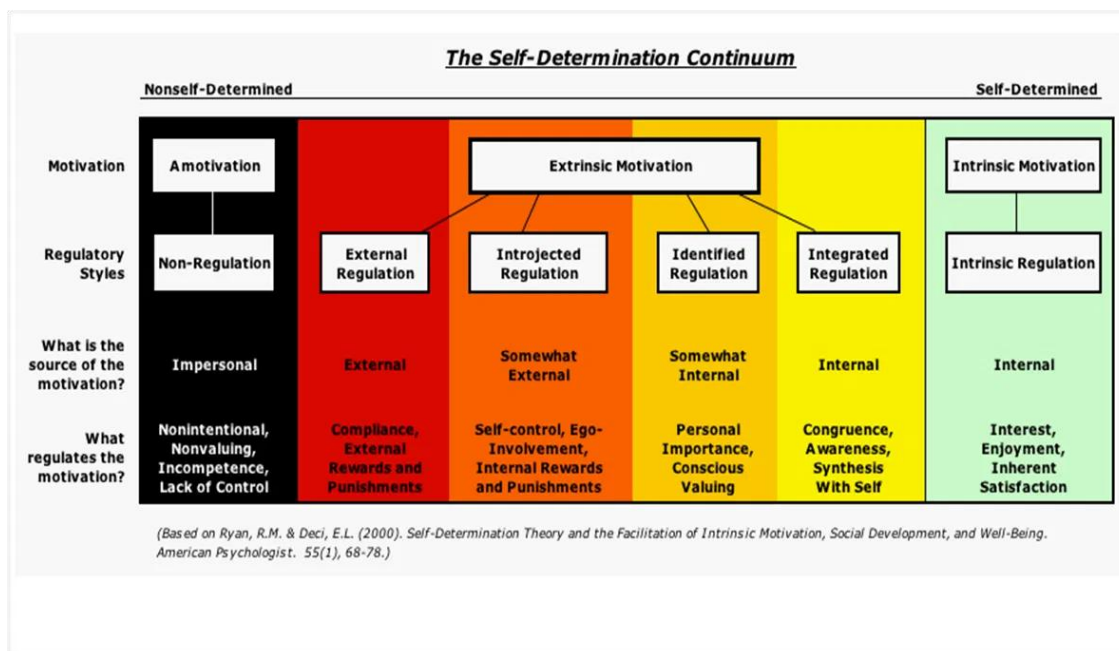 The Self-Determination Continuum
Nonself-Determined
Self-Determined
Motivation
Amotivation
Extrinsic Motivation
Intrinsic Motivation
Regulatory
Styles
Non-Regulation
External
Regulation
Introjected
Regulation
Identified
Regulation
Integrated
Regulation
Intrinsic Regulation
What is the
source of the
motivation?
Impersonal
External
Somewhat
External
Somewhat
Internal
Internal
Internal
What
regulates the
motivation?
Nonintentional,
Nonvaluing,
Incompetence,
Lack of Control
Compliance,
External
Rewards and
Punishments
Self-control, Ego-
Involvement,
Internal Rewards
and Punishments
Personal
Importance,
Conscious
Valuing
Congruence,
Awareness,
Synthesis
With Self
Interest,
Enjoyment,
Inherent
Satisfaction
(Based on Ryan, R.M. & Deci, E.L. (2000). Self-Determination Theory and the Facilitation of Intrinsic Motivation, Social Development, and Well-Being.
American Psychologist. 55(1), 68-78.)